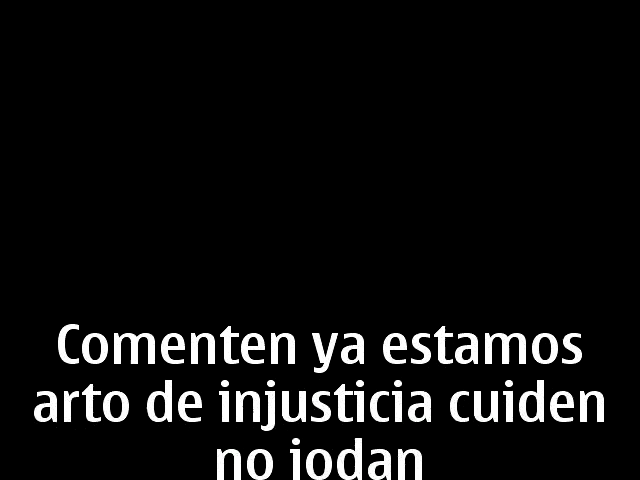 Comenten ya estamos
arto de injusticia cuiden
no jodan